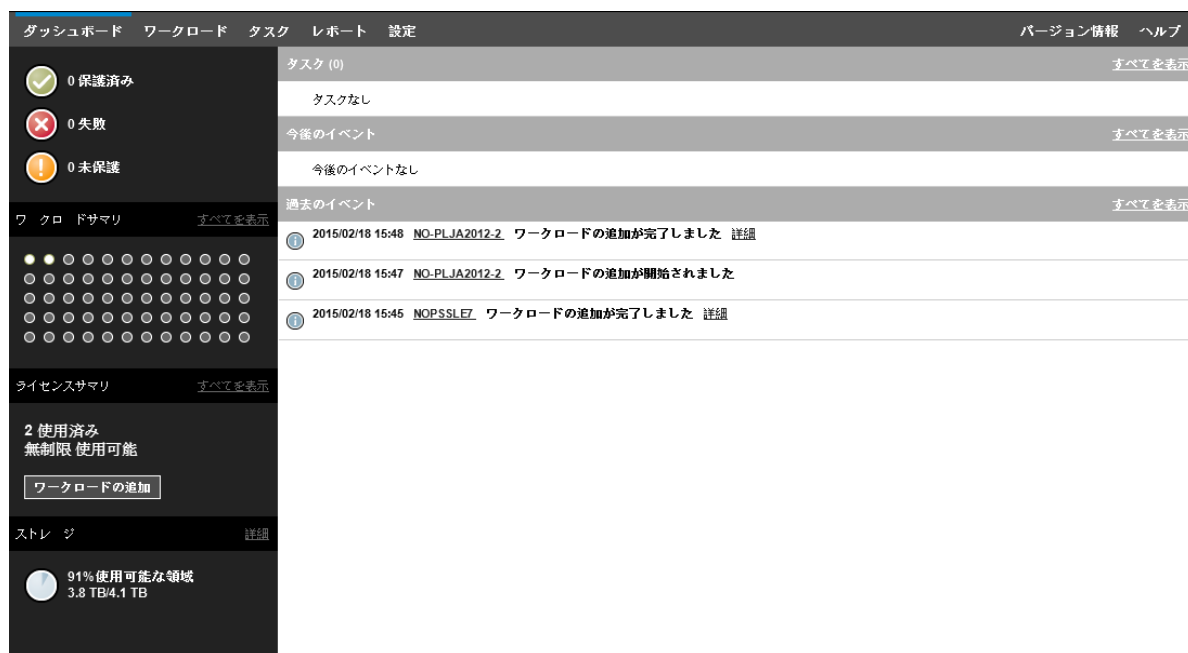 ダッシュボード ワークロード タスク レポート 設定 バージョン情報 ヘルプ
0 保護済み
0 失敗
0 未保護
ワ クロ ドサマリ すべてを表示
ライセンスサマリ すべてを表示
2 使用済み
無制限 使用可能
ワークロードの追加
ストレ ジ 詳細
91% 使用可能な領域
3.8 TB/4.1 TB
タスク (0) すべてを表示
タスクなし
今後のイベント すべてを表示
今後のイベントなし
過去のイベント すべてを表示
2015/02/18 15:48 NO-PLJA2012-2 ワークロードの追加が完了しました 詳細
2015/02/18 15:47 NO-PLJA2012-2 ワークロードの追加が開始されました
2015/02/18 15:45 NOPSSLE7 ワークロードの追加が完了しました 詳細